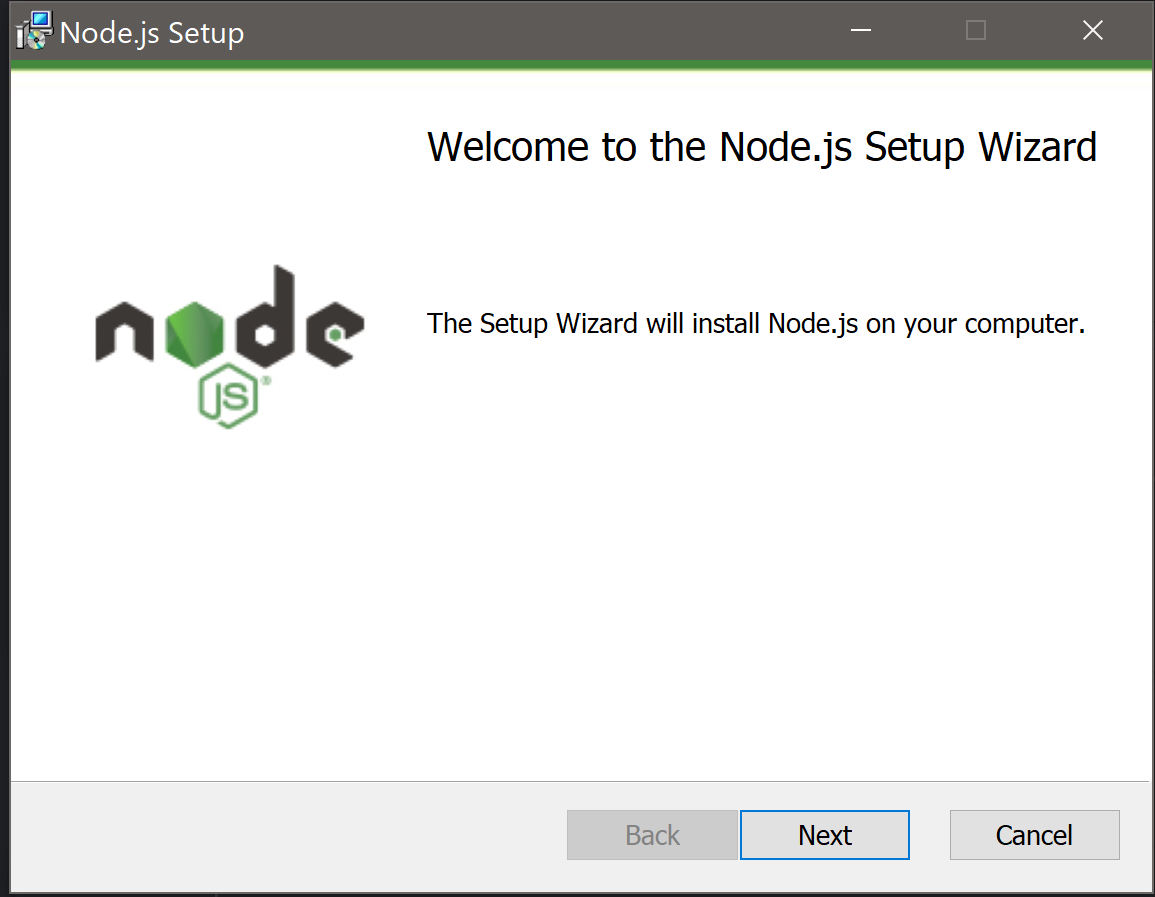 Node.js Setup
Welcome to the Node.js Setup Wizard
The Setup Wizard will install Node.js on your computer.
node
JS®
Back
Next
Cancel